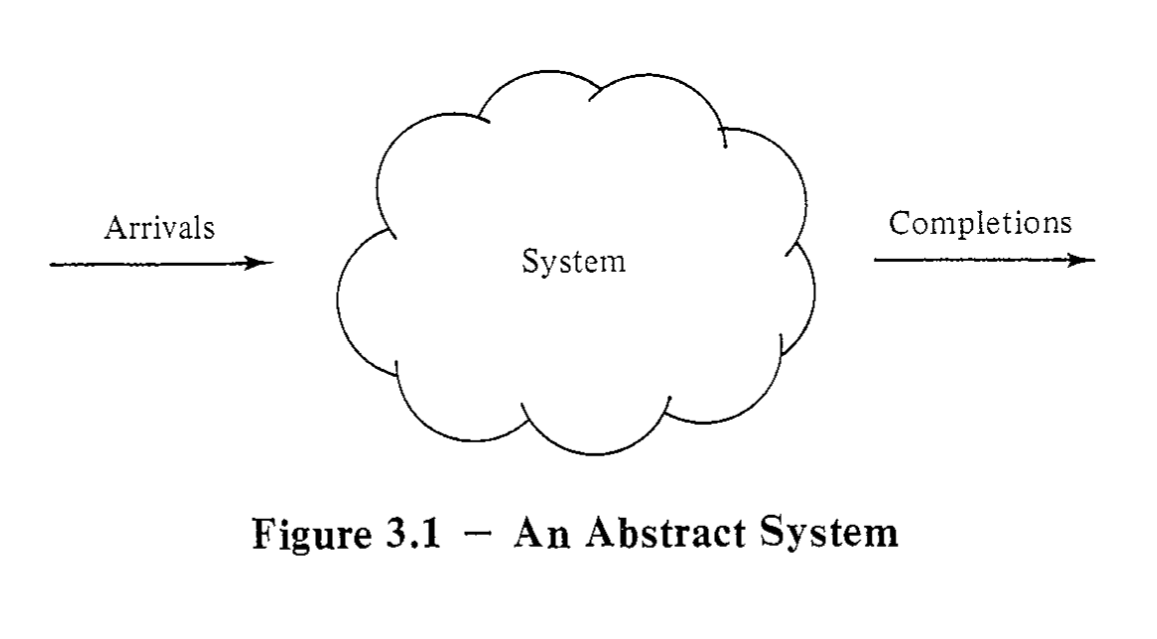 Arrivals
System
Completions
Figure 3.1 — An Abstract System